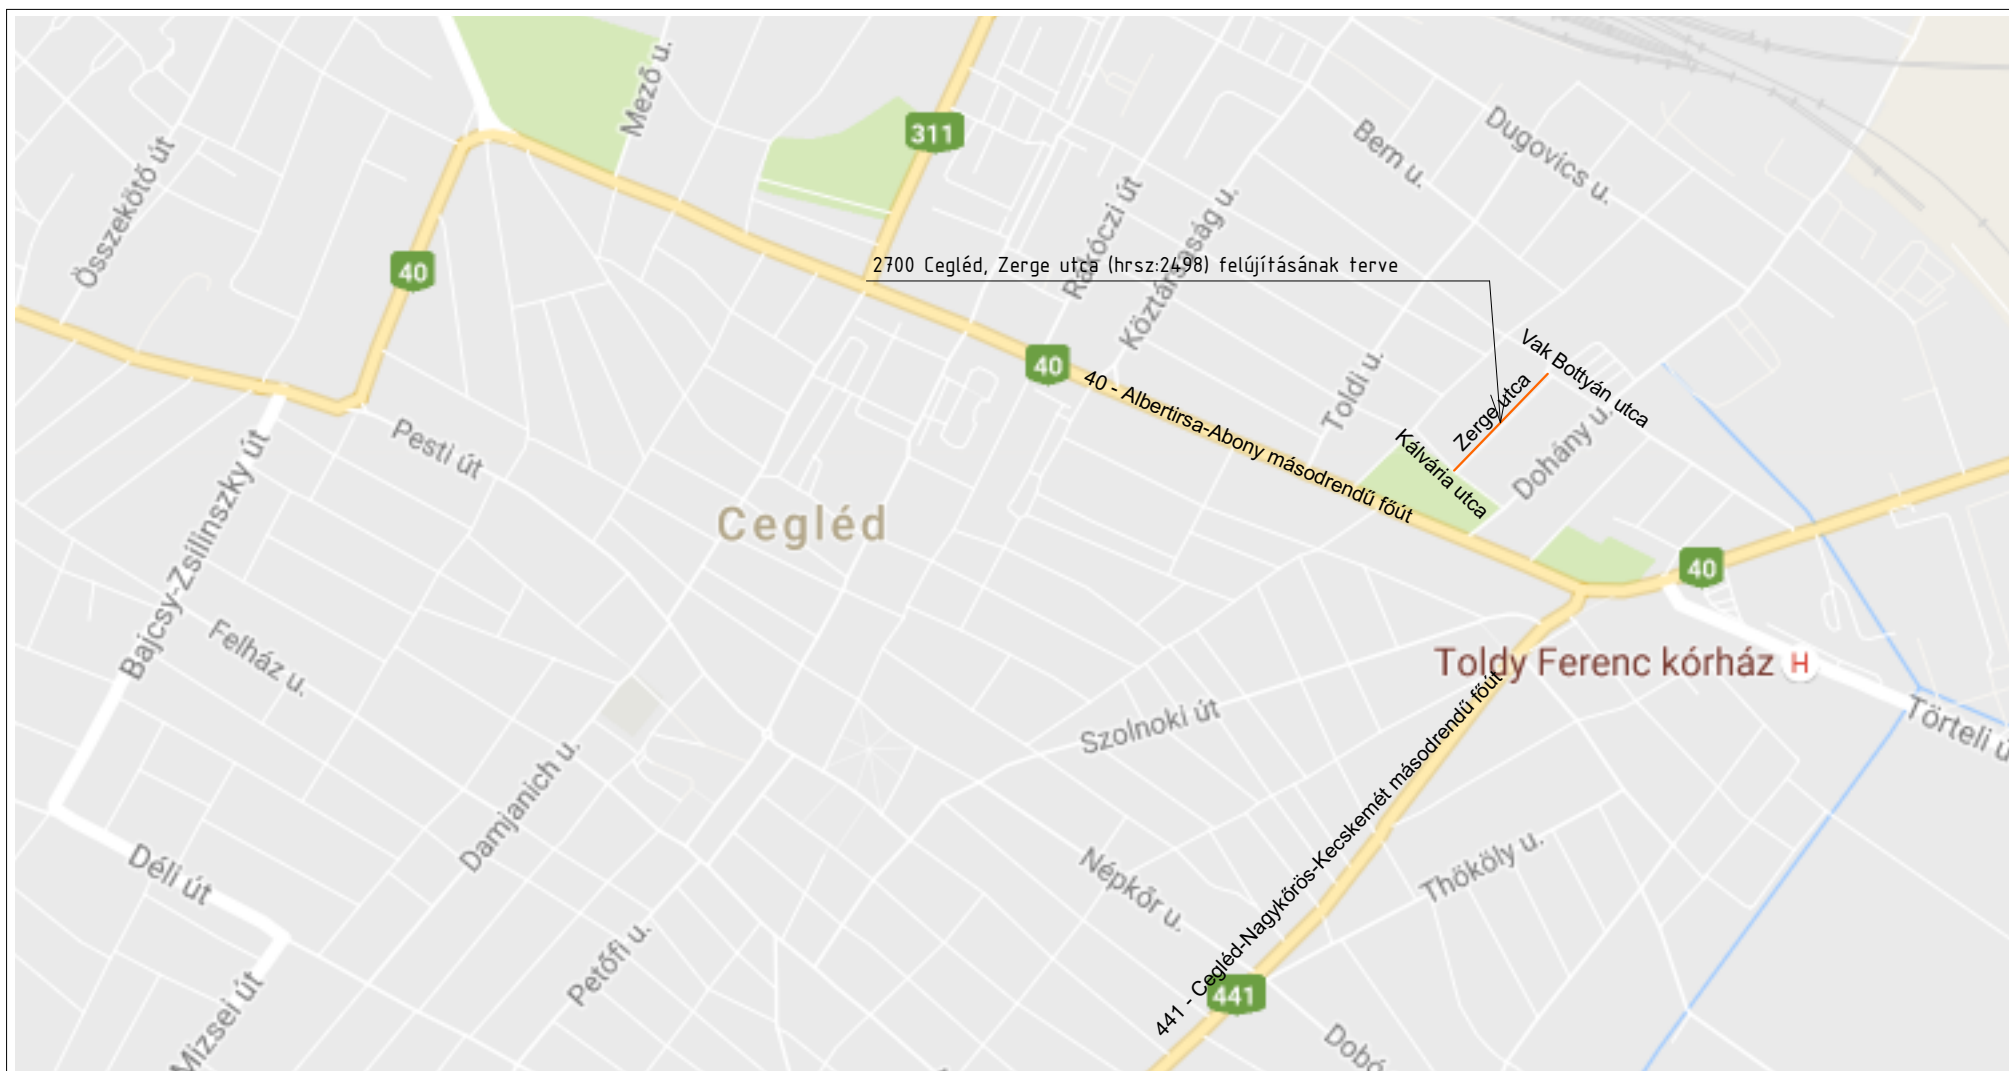 Mező u.
311
Dugovics u.
Bem u.
Összekötő út
Rákóczi út
Köztársaság u.
40
2700 Cegléd, Zerge utca (hrsz:2498) felújításának terve
Vak Bottyán utca
40
Toldi u.
Zerge utca
40 - Albertirsa-Abony másodrendű főút
Kálvária utca
Dohány u.
Pesti út
Cegléd
Bajcsy-Zsilinszky út
40
Felház u.
Toldy Ferenc kórház H
Szolnoki út
Törteli ú
441 - Cegléd-Nagykőrös-Kecskemét másodrendű főút
Damjanich u.
Déli út
Népkör u.
Thököly u.
Petőfi u.
441
Mizsei út
Dobó